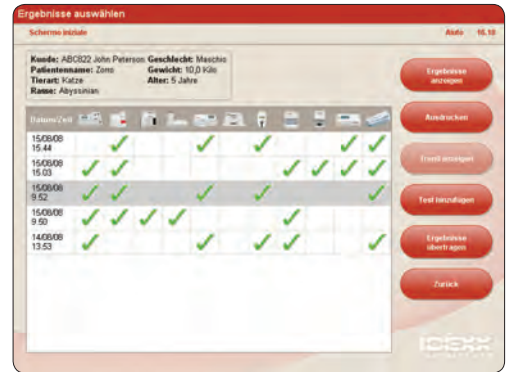 Ergebnisse auswählen
Schermo iniziale
Aiuto 16.18
Kunde: ABC822 John Peterson Geschlecht: Maschio
Patientenname: Zorro Gewicht: 10,0 Kilo
Tierart: Katze Alter: 5 Jahre
Rasse: Abyssinian
Ergebnisse
anzeigen
Datum/Zeit
Ausdrucken
15/08/08
15.44
15/08/08
15.03
Trend anzeigen
15/08/08
9.52
Test hinzufügen
15/08/08
9.50
14/08/08
13.53
Ergebnisse
übertragen
Zurück
IDEXX